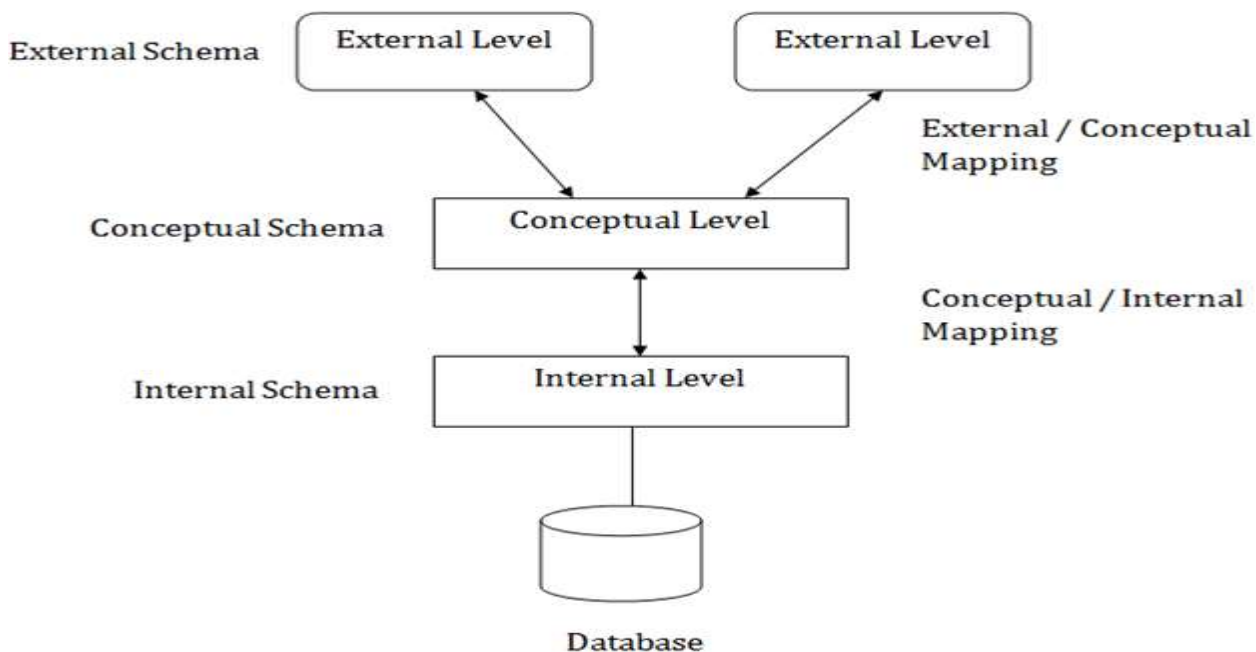 External Schema
External Level
External Level
External / Conceptual
Mapping
Conceptual Schema
Conceptual Level
Conceptual / Internal
Mapping
Internal Schema
Internal Level
Database